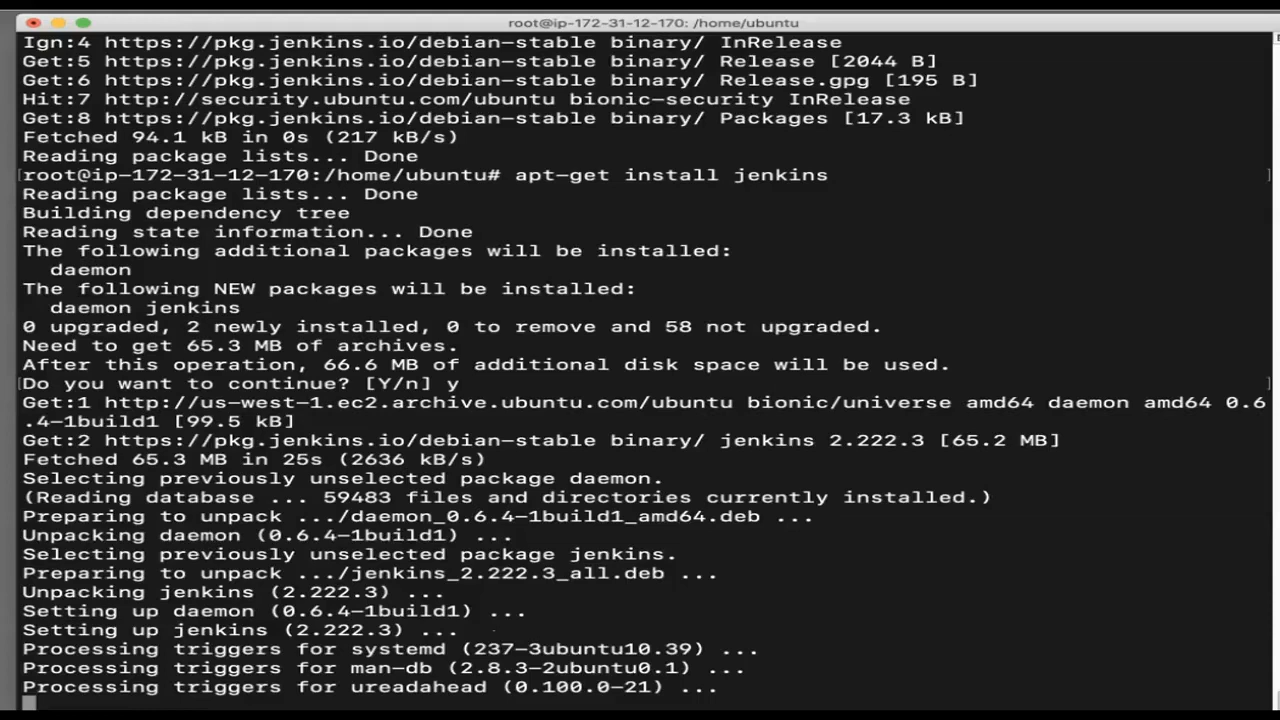 root@ip-172-31-12-170: /home/ubuntu
Ign:4 https://pkg.jenkins.io/debian-stable binary/ InRelease
Get:5 https://pkg.jenkins.io/debian-stable binary/ Release [2044 B]
Get:6 https://pkg.jenkins.io/debian-stable binary/ Release.gpg [195 B]
Hit:7 http://security.ubuntu.com/ubuntu bionic-security InRelease
Get:8 https://pkg.jenkins.io/debian-stable binary/ Packages [17.3 kB]
Fetched 94.1 kB in 0s (217 kB/s)
Reading package lists... Done
[root@ip-172-31-12-170:/home/ubuntu# apt-get install jenkins ]
Reading package lists... Done
Building dependency tree
Reading state information... Done
The following additional packages will be installed:
  daemon
The following NEW packages will be installed:
  daemon jenkins
0 upgraded, 2 newly installed, 0 to remove and 58 not upgraded.
Need to get 65.3 MB of archives.
After this operation, 66.6 MB of additional disk space will be used.
[Do you want to continue? [Y/n] y ]
Get:1 http://us-west-1.ec2.archive.ubuntu.com/ubuntu bionic/universe amd64 daemon amd64 0.6
.4-1build1 [99.5 kB]
Get:2 https://pkg.jenkins.io/debian-stable binary/ jenkins 2.222.3 [65.2 MB]
Fetched 65.3 MB in 25s (2636 kB/s)
Selecting previously unselected package daemon.
(Reading database ... 59483 files and directories currently installed.)
Preparing to unpack .../daemon_0.6.4-1build1_amd64.deb ...
Unpacking daemon (0.6.4-1build1) ...
Selecting previously unselected package jenkins.
Preparing to unpack .../jenkins_2.222.3_all.deb ...
Unpacking jenkins (2.222.3) ...
Setting up daemon (0.6.4-1build1) ...
Setting up jenkins (2.222.3) ...
Processing triggers for systemd (237-3ubuntu10.39) ...
Processing triggers for man-db (2.8.3-2ubuntu0.1) ...
Processing triggers for ureadahead (0.100.0-21) ...